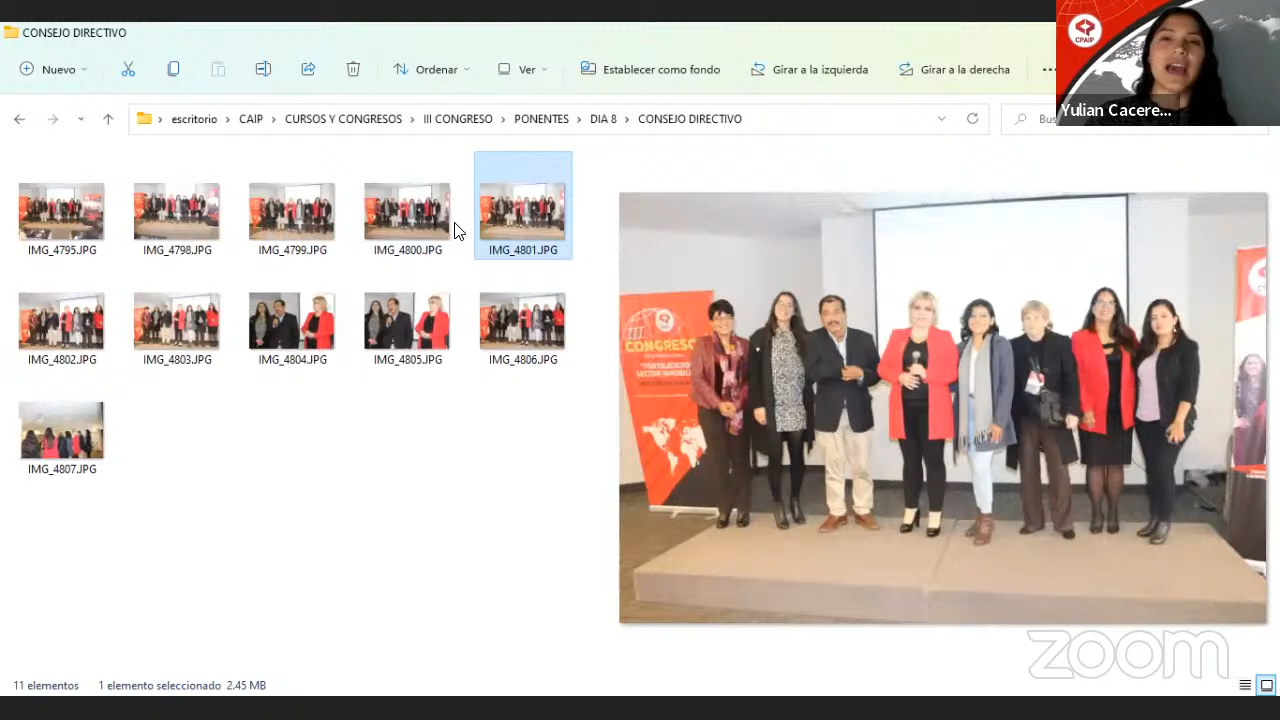 CONSEJO DIRECTIVO
Nuevo
Ordenar
Ver
Establecer como fondo
Girar a la izquierda
Girar a la derecha
CPAIP
Yulian Cacere...
escritorio > CAIP > CURSOS Y CONGRESOS > III CONGRESO > PONENTES > DIA 8 > CONSEJO DIRECTIVO
Bus
IMG_4795.JPG IMG_4798.JPG IMG_4799.JPG IMG_4800.JPG IMG_4801.JPG
IMG_4802.JPG IMG_4803.JPG IMG_4804.JPG IMG_4805.JPG IMG_4806.JPG
IMG_4807.JPG
III
CONGRESO
11 elementos 1 elemento seleccionado 2.45 MB
zoom